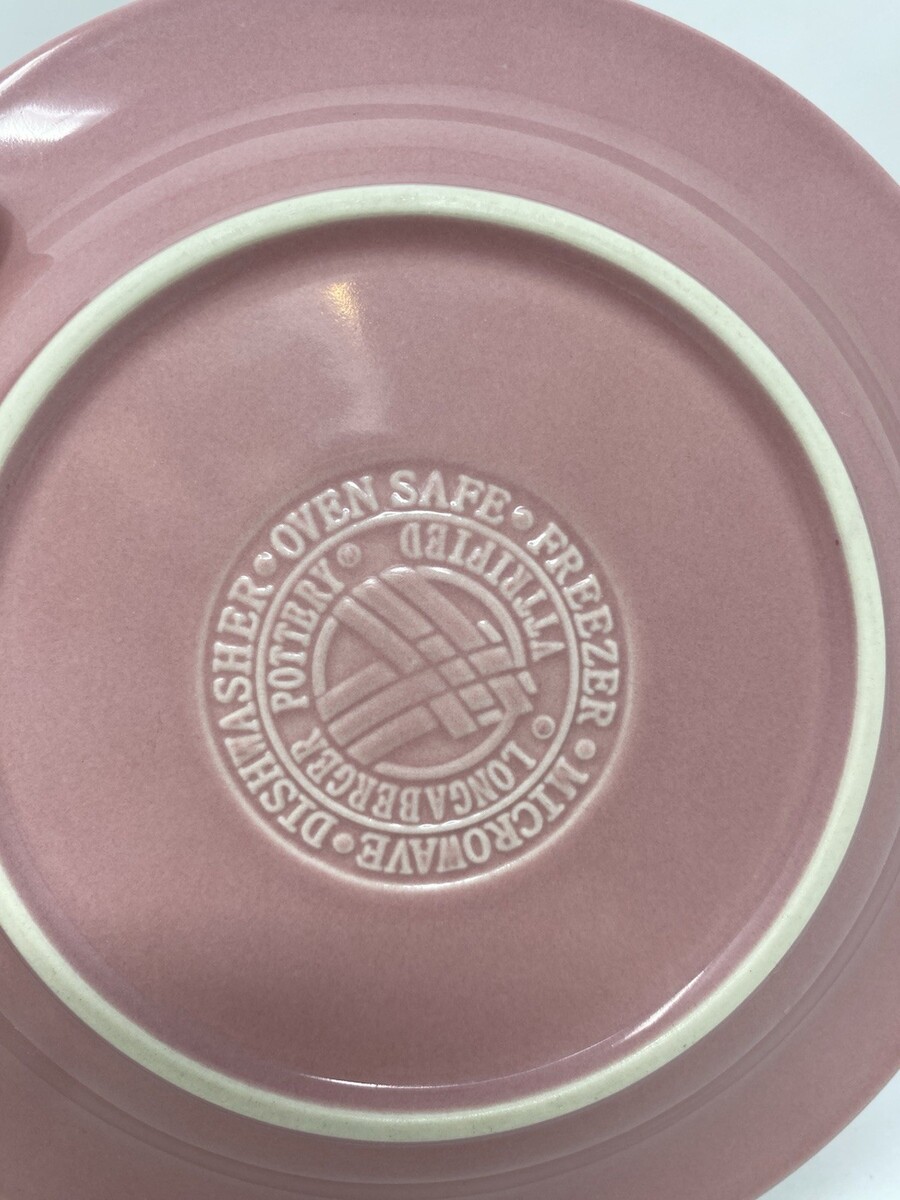 OVEN SAFE • FREEZER • MICROWAVE • DISHWASHER •
LONGABERGER POTTERY® VITRIFIED ©